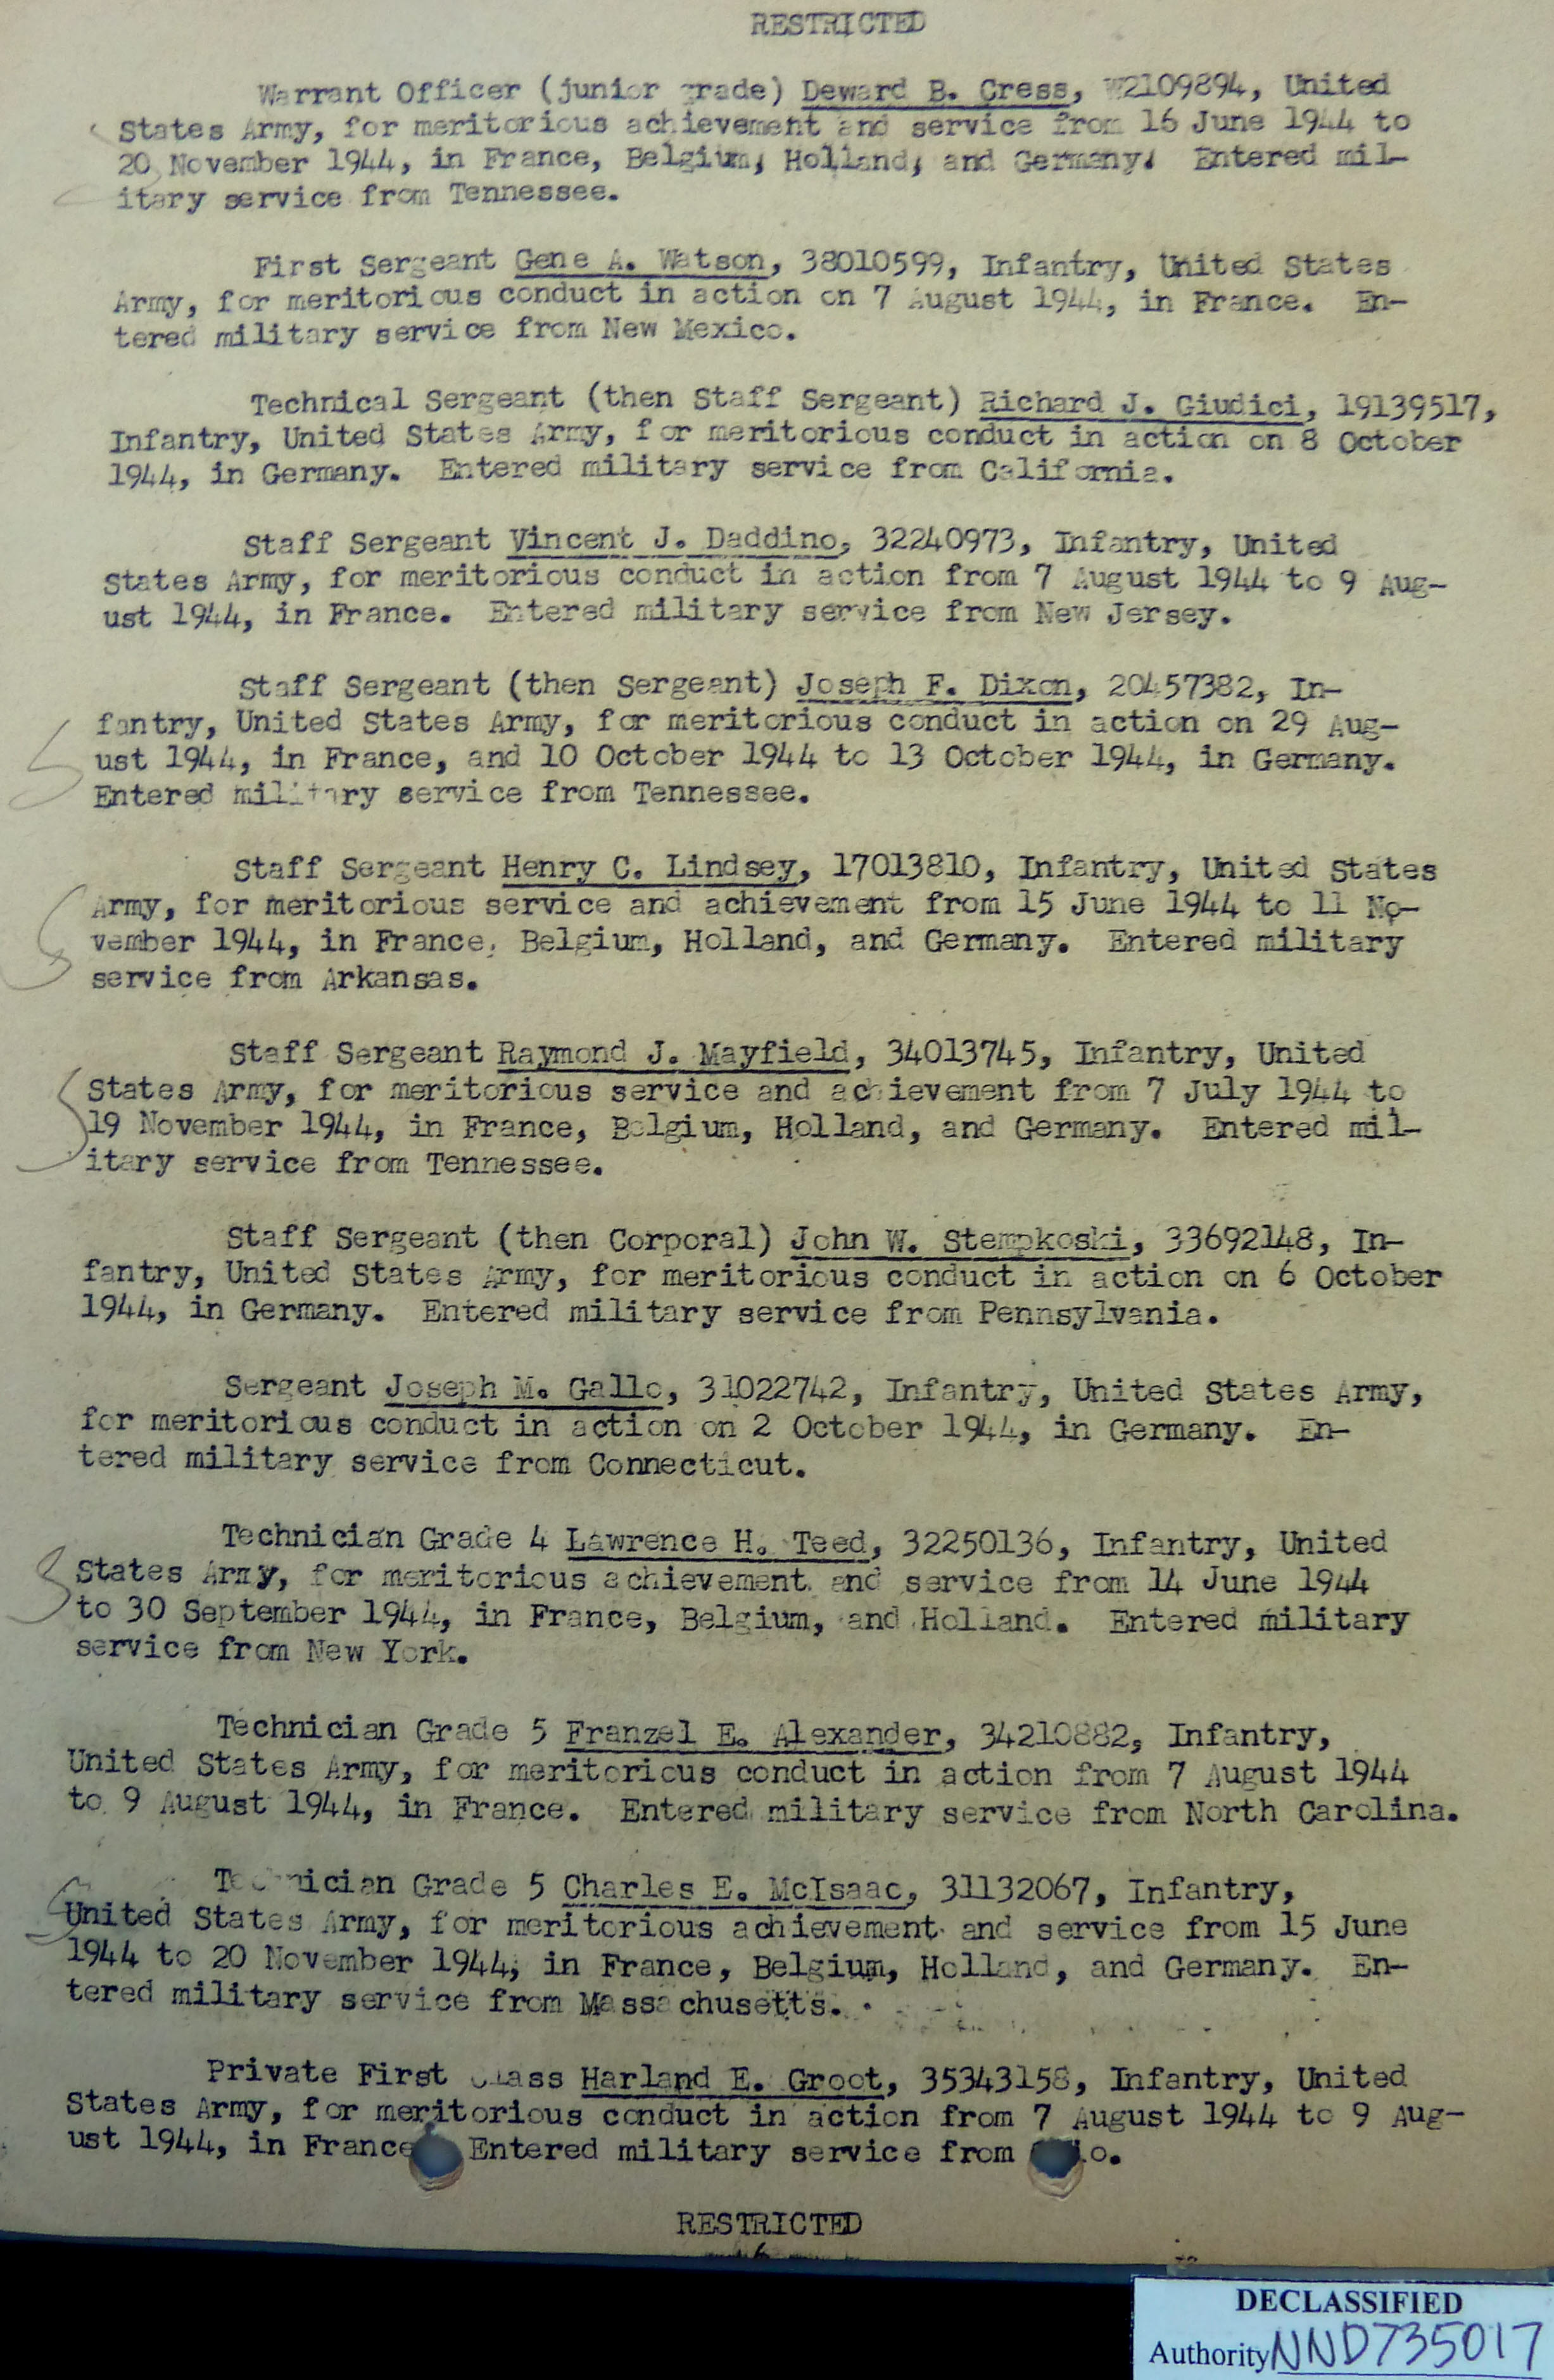 RESTRICTED
Warrant Officer (junior grade) Deward B. Cress, W2109894, United
States Army, for meritorious achievement and service from 16 June 1944 to
20 November 1944, in France, Belgium, Holland, and Germany. Entered mil-
itary service from Tennessee.
First Sergeant Gene A. Watson, 38010599, Infantry, United States
Army, for meritorious conduct in action on 7 August 1944, in France. En-
tered military service from New Mexico.
Technical Sergeant (then Staff Sergeant) Richard J. Giudici, 19139517,
Infantry, United States Army, for meritorious conduct in action on 8 October
1944, in Germany. Entered military service from California.
Staff Sergeant Vincent J. Daddino, 32240973, Infantry, United
States Army, for meritorious conduct in action from 7 August 1944 to 9 Aug-
ust 1944, in France. Entered military service from New Jersey.
Staff Sergeant (then Sergeant) Joseph F. Dixon, 20457382, In-
fantry, United States Army, for meritorious conduct in action on 29 Aug-
ust 1944, in France, and 10 October 1944 to 13 October 1944, in Germany.
Entered military service from Tennessee.
Staff Sergeant Henry C. Lindsey, 17013810, Infantry, United States
Army, for meritorious service and achievement from 15 June 1944 to 11 No-
vember 1944, in France, Belgium, Holland, and Germany. Entered military
service from Arkansas.
Staff Sergeant Raymond J. Mayfield, 34013745, Infantry, United
States Army, for meritorious service and achievement from 7 July 1944 to
19 November 1944, in France, Belgium, Holland, and Germany. Entered mil-
itary service from Tennessee.
Staff Sergeant (then Corporal) John W. Stempkoski, 33692148, In-
fantry, United States Army, for meritorious conduct in action on 6 October
1944, in Germany. Entered military service from Pennsylvania.
Sergeant Joseph M. Gallo, 31022742, Infantry, United States Army,
for meritorious conduct in action on 2 October 1944, in Germany. En-
tered military service from Connecticut.
Technician Grade 4 Lawrence H. Teed, 32250136, Infantry, United
States Army, for meritorious achievement and service from 14 June 1944
to 30 September 1944, in France, Belgium, and Holland. Entered military
service from New York.
Technician Grade 5 Franzel E. Alexander, 34210882, Infantry,
United States Army, for meritorious conduct in action from 7 August 1944
to 9 August 1944, in France. Entered military service from North Carolina.
Technician Grade 5 Charles E. McIsaac, 31132067, Infantry,
United States Army, for meritorious achievement and service from 15 June
1944 to 20 November 1944, in France, Belgium, Holland, and Germany. En-
tered military service from Massachusetts.
Private First Class Harland E. Groot, 35343158, Infantry, United
States Army, for meritorious conduct in action from 7 August 1944 to 9 Aug-
ust 1944, in France Entered military service from
RESTRICTED
DECLASSIFIED
Authority NND735017